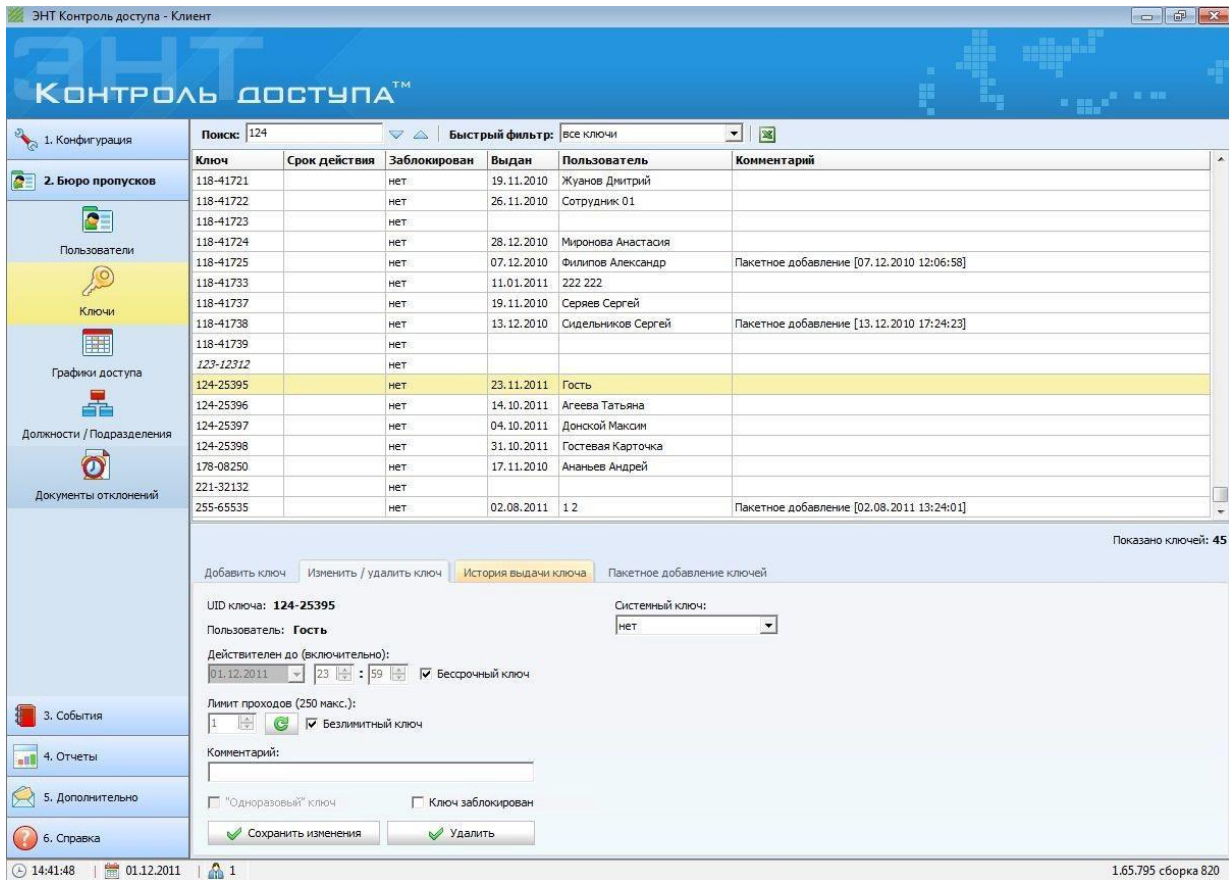 ЭНТ Контроль доступа - Клиент
ЭНТ
КОНТРОЛЬ ДОСТУПА™
1. Конфигурация
2. Бюро пропусков
Пользователи
Ключи
Графики доступа
Должности / Подразделения
Документы отклонений
3. События
4. Отчеты
5. Дополнительно
6. Справка
Поиск: 124 Быстрый фильтр: все ключи
Ключ Срок действия Заблокирован Выдан Пользователь Комментарий
118-41721 нет 19.11.2010 Жуанов Дмитрий
118-41722 нет 26.11.2010 Сотрудник 01
118-41723 нет
118-41724 нет 28.12.2010 Миронова Анастасия
118-41725 нет 07.12.2010 Филипов Александр Пакетное добавление [07.12.2010 12:06:58]
118-41733 нет 11.01.2011 222 222
118-41737 нет 19.11.2010 Серяев Сергей
118-41738 нет 13.12.2010 Сидельников Сергей Пакетное добавление [13.12.2010 17:24:23]
118-41739 нет
123-12312 нет
124-25395 нет 23.11.2011 Гость
124-25396 нет 14.10.2011 Агеева Татьяна
124-25397 нет 04.10.2011 Донской Максим
124-25398 нет 31.10.2011 Гостевая Карточка
178-08250 нет 17.11.2010 Ананьев Андрей
221-32132 нет
255-65535 нет 02.08.2011 1 2 Пакетное добавление [02.08.2011 13:24:01]
Показано ключей: 45
Добавить ключ Изменить / удалить ключ История выдачи ключа Пакетное добавление ключей
UID ключа: 124-25395 Системный ключ:
Пользователь: Гость нет
Действителен до (включительно):
01.12.2011 23 : 59 Бессрочный ключ
Лимит проходов (250 макс.):
1 Безлимитный ключ
Комментарий:
"Одноразовый" ключ Ключ заблокирован
Сохранить изменения Удалить
14:41:48 | 01.12.2011 | 1 1.65.795 сборка 820